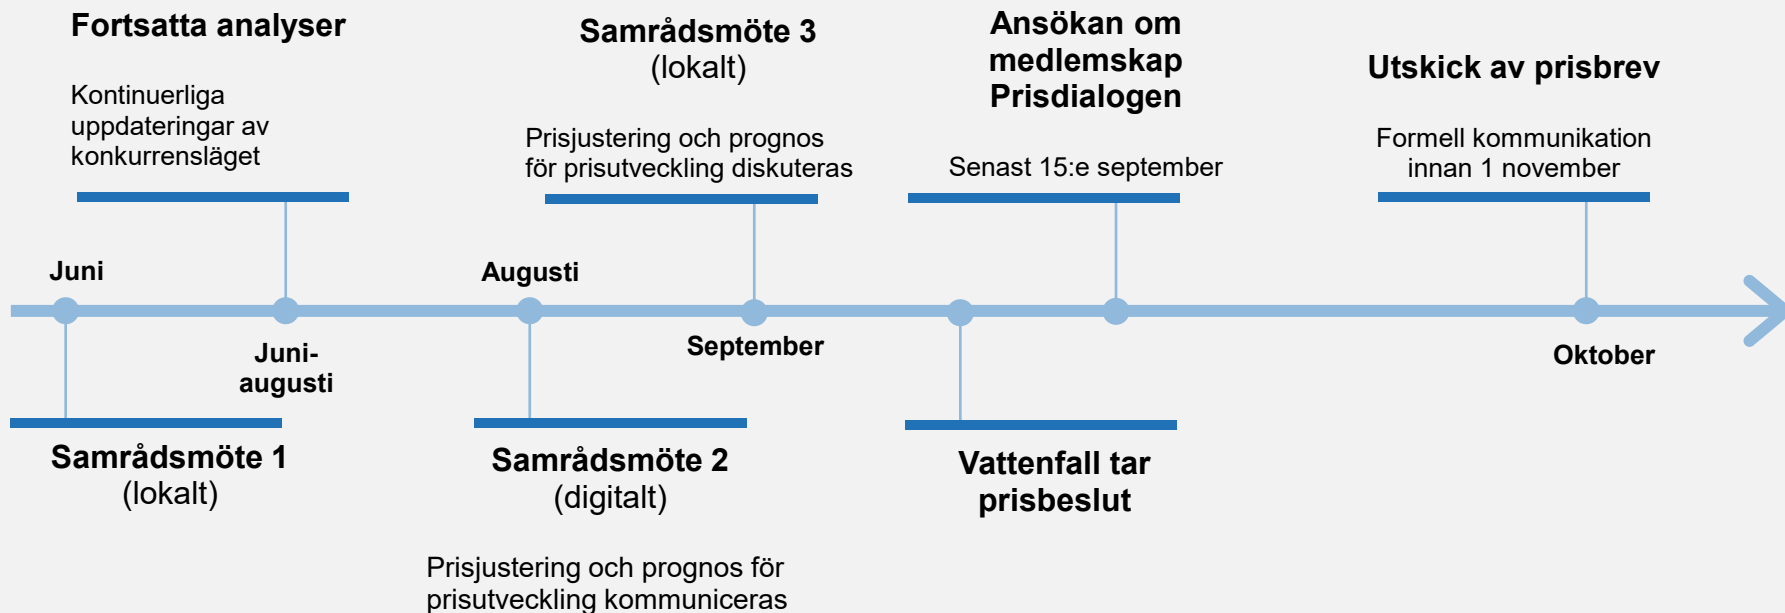 Fortsatta analyser
Kontinuerliga
uppdateringar av
konkurrensläget
Samrådsmöte 3
(lokalt)
Prisjustering och prognos
för prisutveckling diskuteras
Ansökan om
medlemskap
Prisdialogen
Senast 15:e september
Utskick av prisbrev
Formell kommunikation
innan 1 november
Juni
Juni-
augusti
Augusti
September
Oktober
Samrådsmöte 1
(lokalt)
Samrådsmöte 2
(digitalt)
Prisjustering och prognos för
prisutveckling kommuniceras
Vattenfall tar
prisbeslut